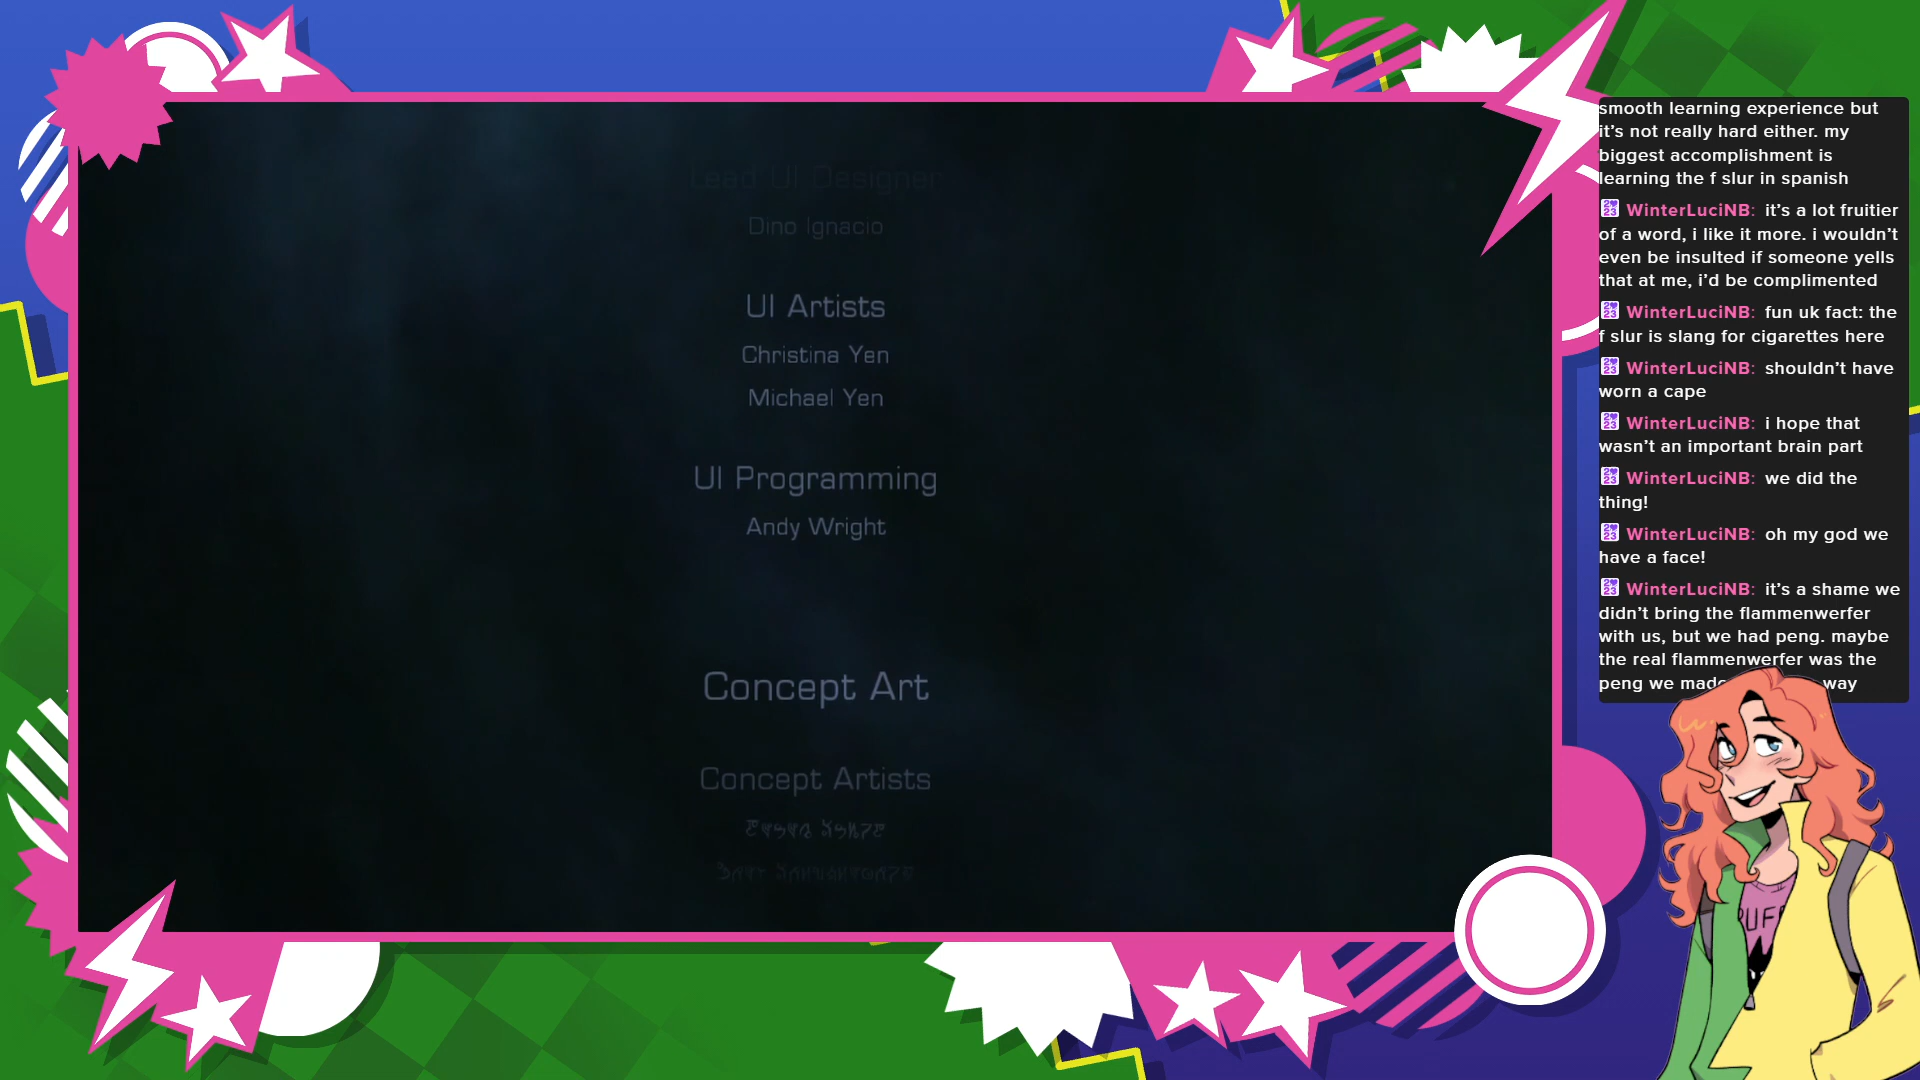 Lead UI Designer
Dino Ignacio
UI Artists
Christina Yen
Michael Yen
UI Programming
Andy Wright
Concept Art
Concept Artists
smooth learning experience but
it's not really hard either. my
biggest accomplishment is
learning the f slur in spanish
WinterLuciNB: it's a lot fruitier
of a word, i like it more. i wouldn't
even be insulted if someone yells
that at me, i'd be complimented
WinterLuciNB: fun uk fact: the
f slur is slang for cigarettes here
WinterLuciNB: shouldn't have
worn a cape
WinterLuciNB: i hope that
wasn't an important brain part
WinterLuciNB: we did the
thing!
WinterLuciNB: oh my god we
have a face!
WinterLuciNB: it's a shame we
didn't bring the flammenwerfer
with us, but we had peng. maybe
the real flammenwerfer was the
peng we made way